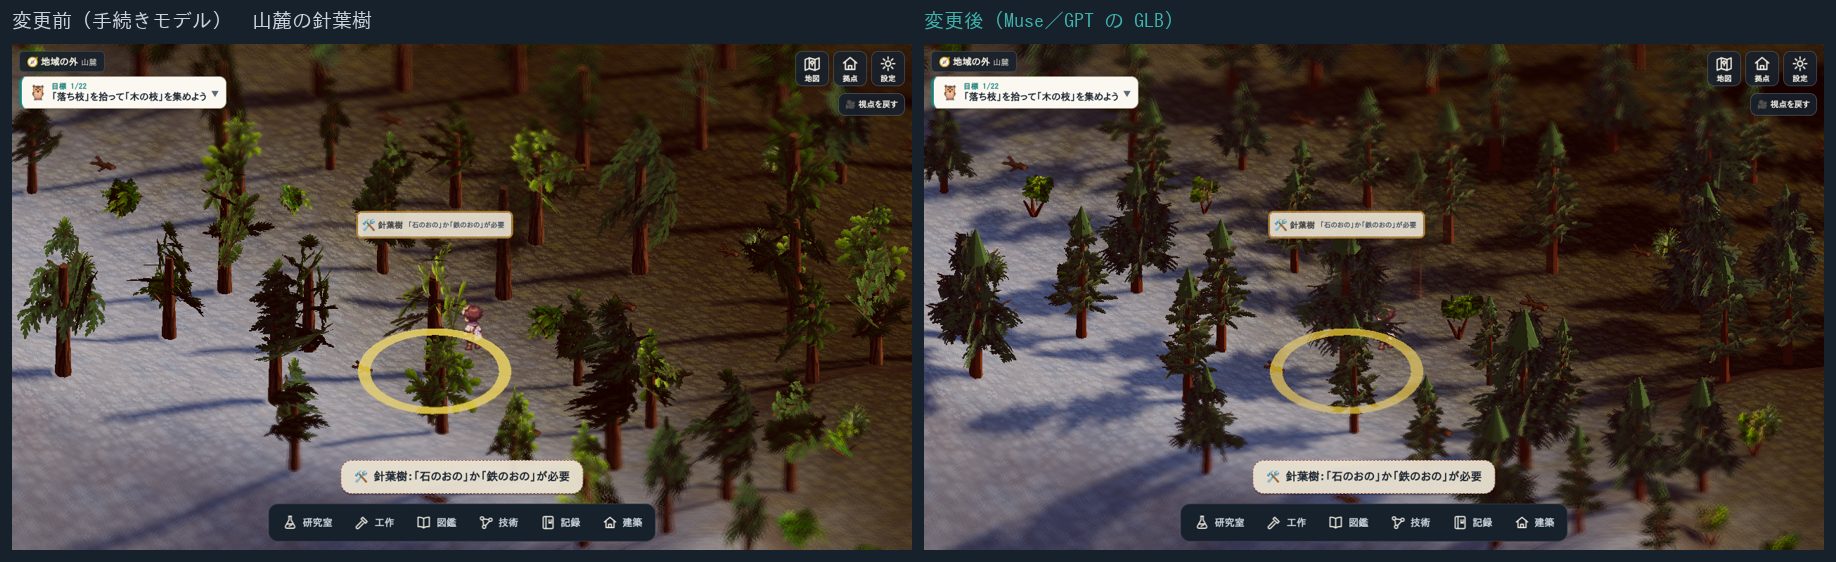 変更前（手続きモデル） 山麓の針葉樹
🧭 地域の外 山麓
目標 1/22
「落ち枝」を拾って「木の枝」を集めよう ▼
地図
拠点
設定
視点を戻す
針葉樹 「石のおの」か「鉄のおの」が必要
針葉樹：「石のおの」か「鉄のおの」が必要
研究室
工作
図鑑
技術
記録
建築
変更後（Muse／GPT の GLB）
🧭 地域の外 山麓
目標 1/22
「落ち枝」を拾って「木の枝」を集めよう ▼
地図
拠点
設定
視点を戻す
針葉樹 「石のおの」か「鉄のおの」が必要
針葉樹：「石のおの」か「鉄のおの」が必要
研究室
工作
図鑑
技術
記録
建築